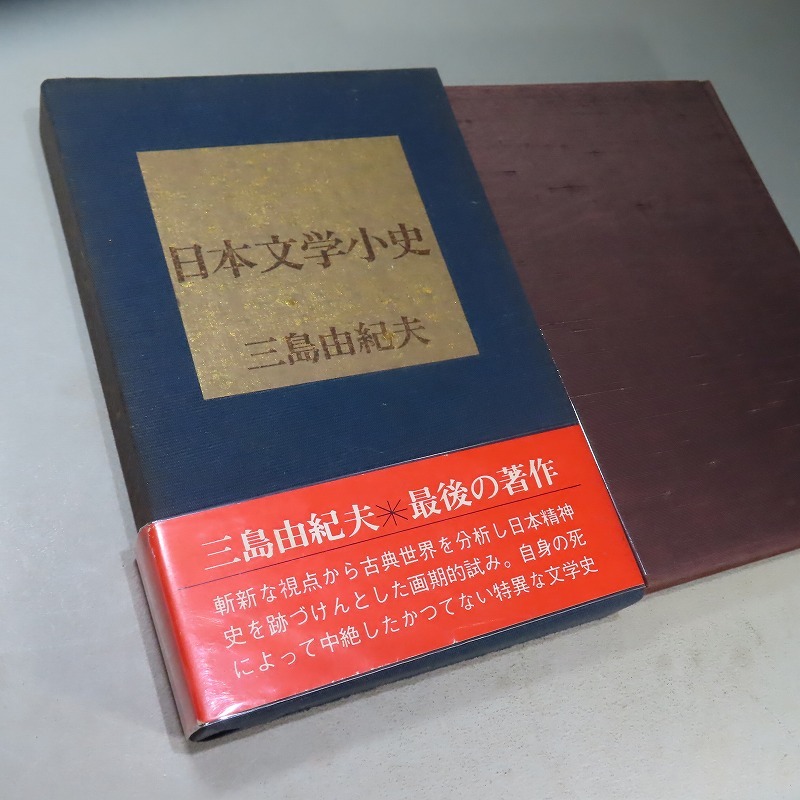 日本文学小史
三島由紀夫
三島由紀夫＊最後の著作
斬新な視点から古典世界を分析し日本精神
史を跡づけんとした画期的試み。自身の死
によって中絶したかつてない特異な文学史